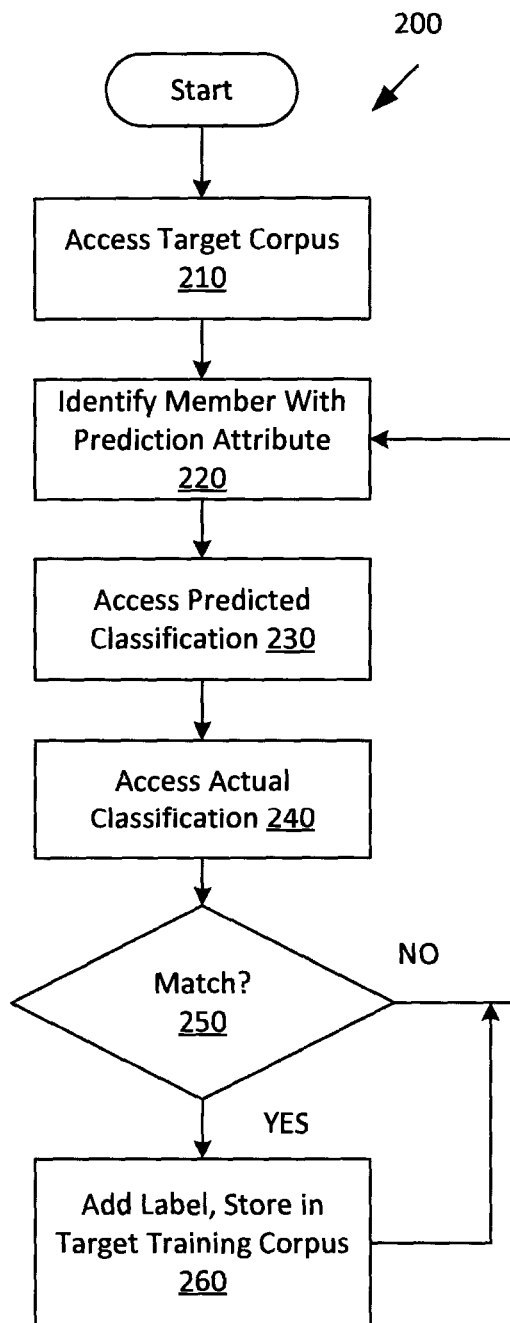 200
Start
Access Target Corpus
210
Identify Member With
Prediction Attribute
220
Access Predicted
Classification 230
Access Actual
Classification 240
Match?
250
NO
YES
Add Label, Store in
Target Training Corpus
260